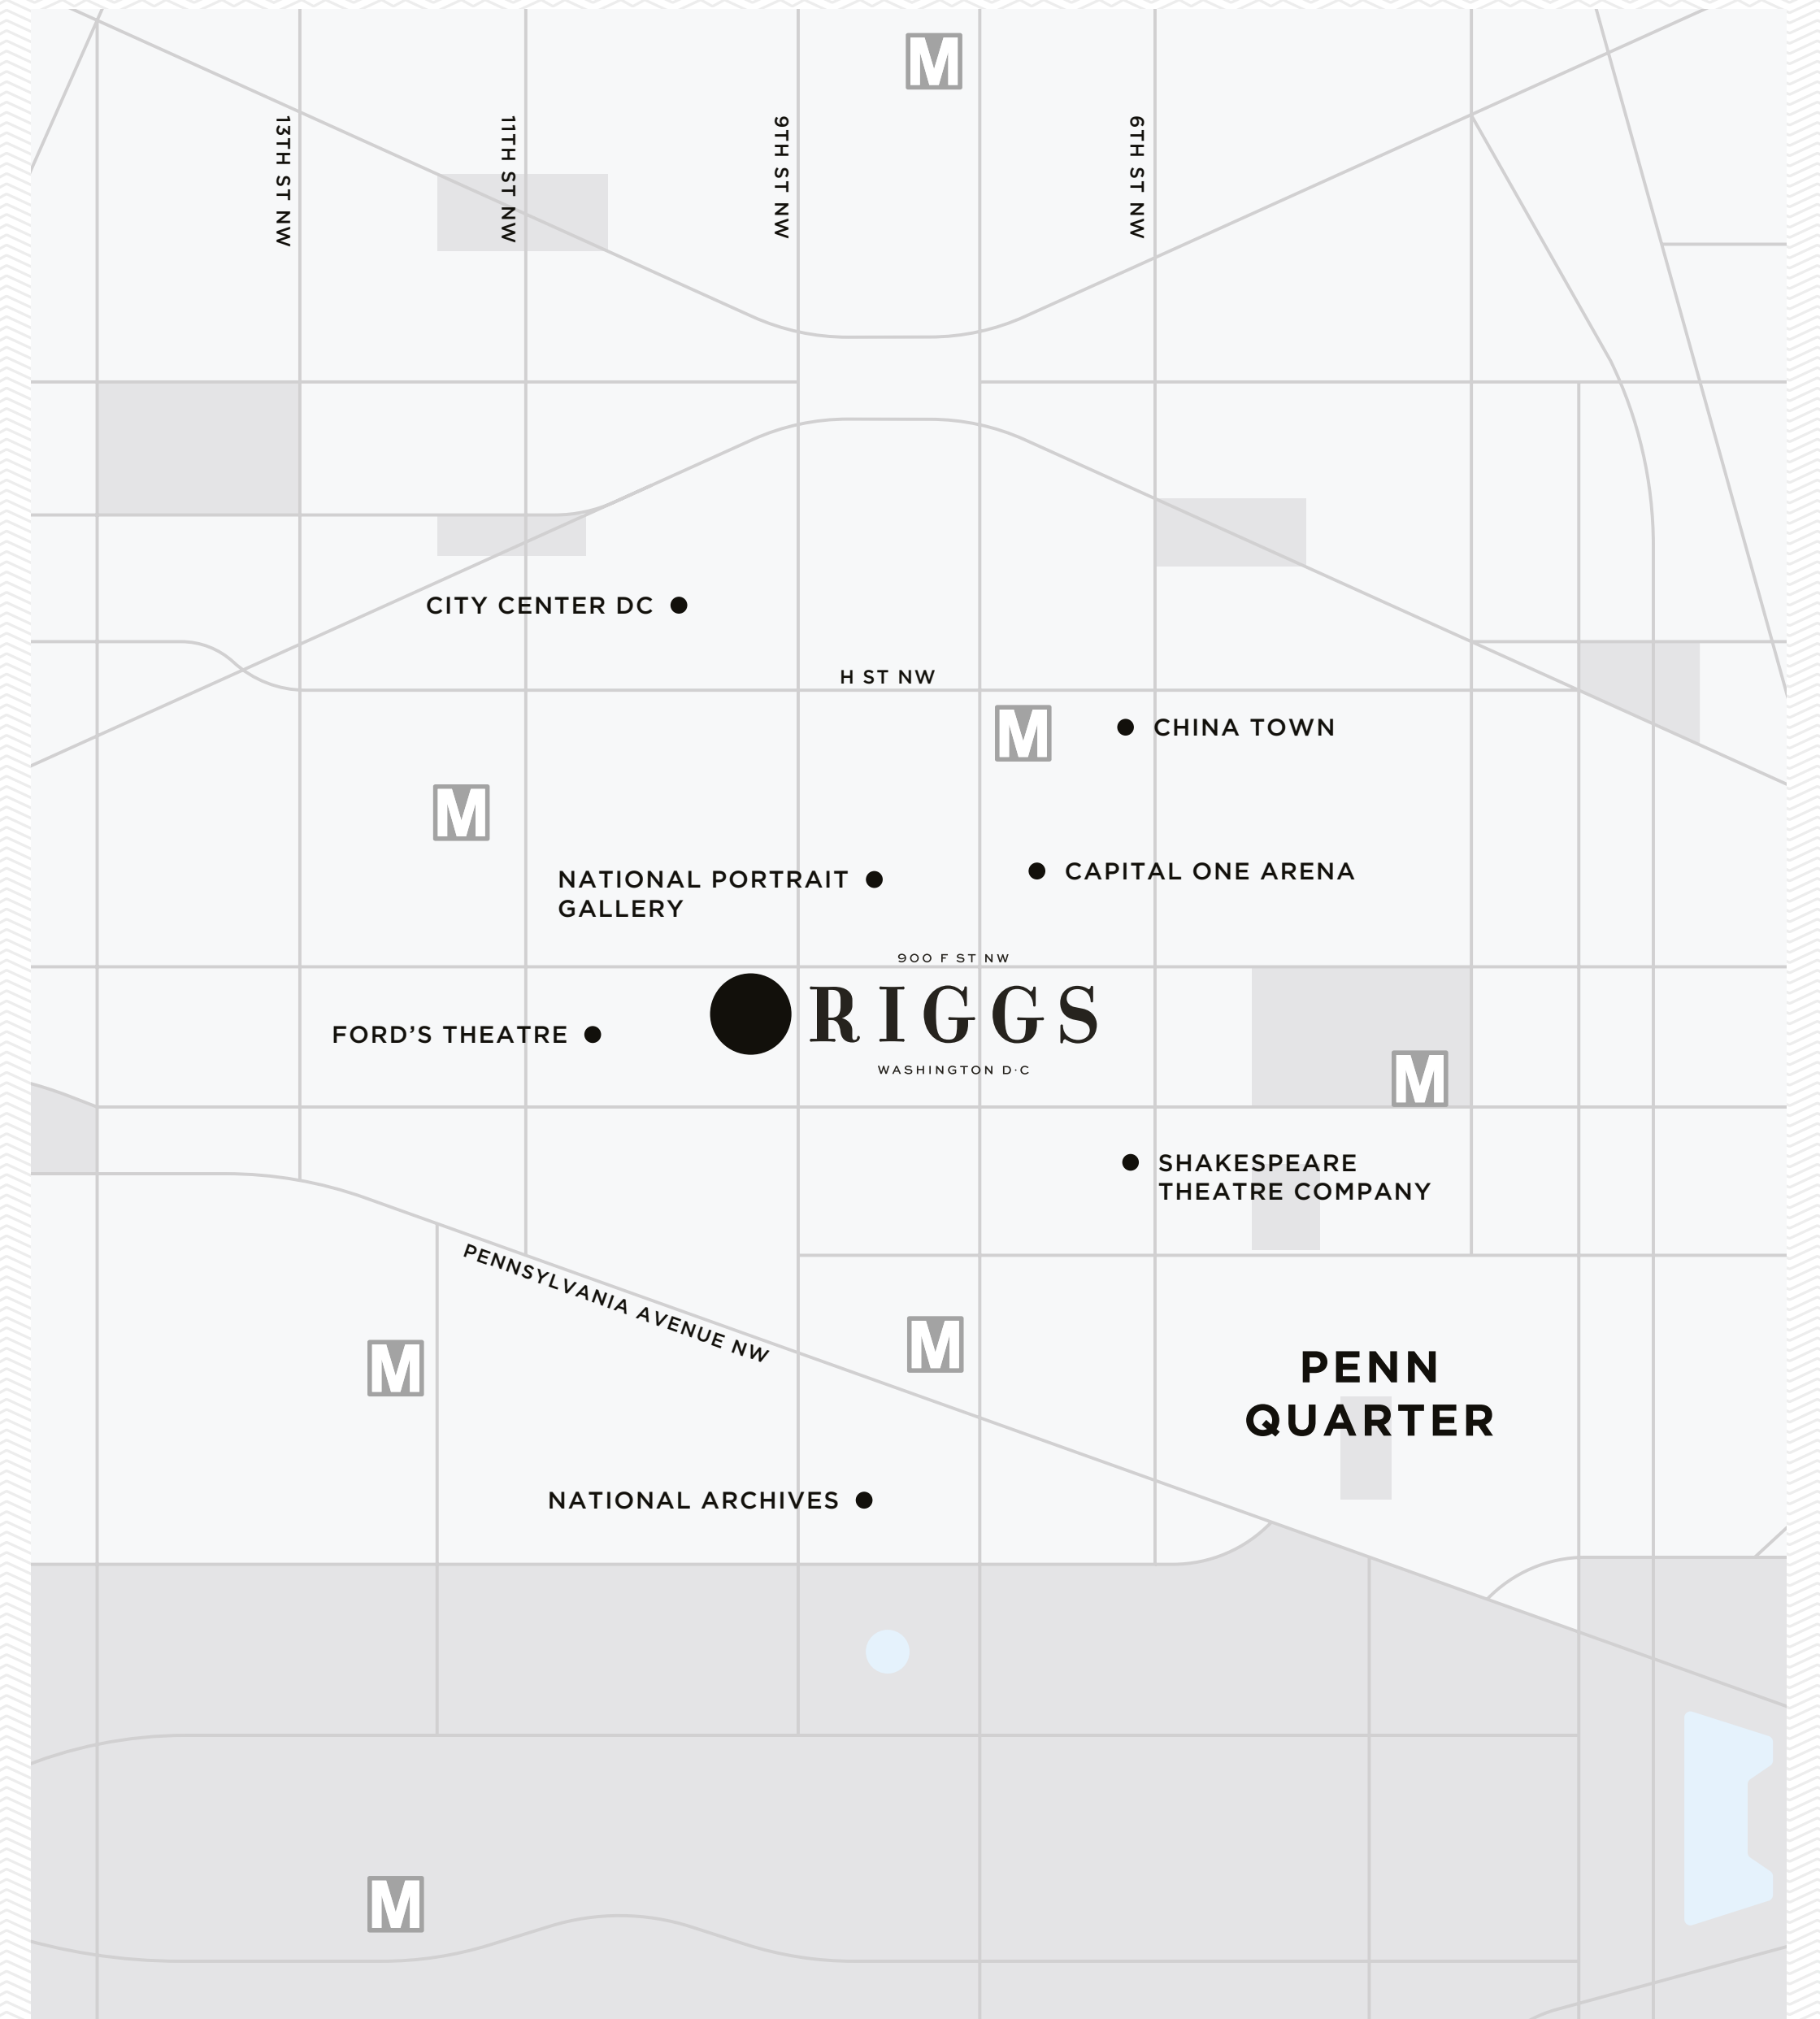 M
13TH ST NW
11TH ST NW
9TH ST NW
6TH ST NW
CITY CENTER DC
H ST NW
M
CHINA TOWN
M
NATIONAL PORTRAIT
GALLERY
CAPITAL ONE ARENA
900 F ST NW
RIGGS
WASHINGTON D·C
FORD’S THEATRE
M
SHAKESPEARE
THEATRE COMPANY
PENNSYLVANIA AVENUE NW
M
M
PENN
QUARTER
NATIONAL ARCHIVES
M